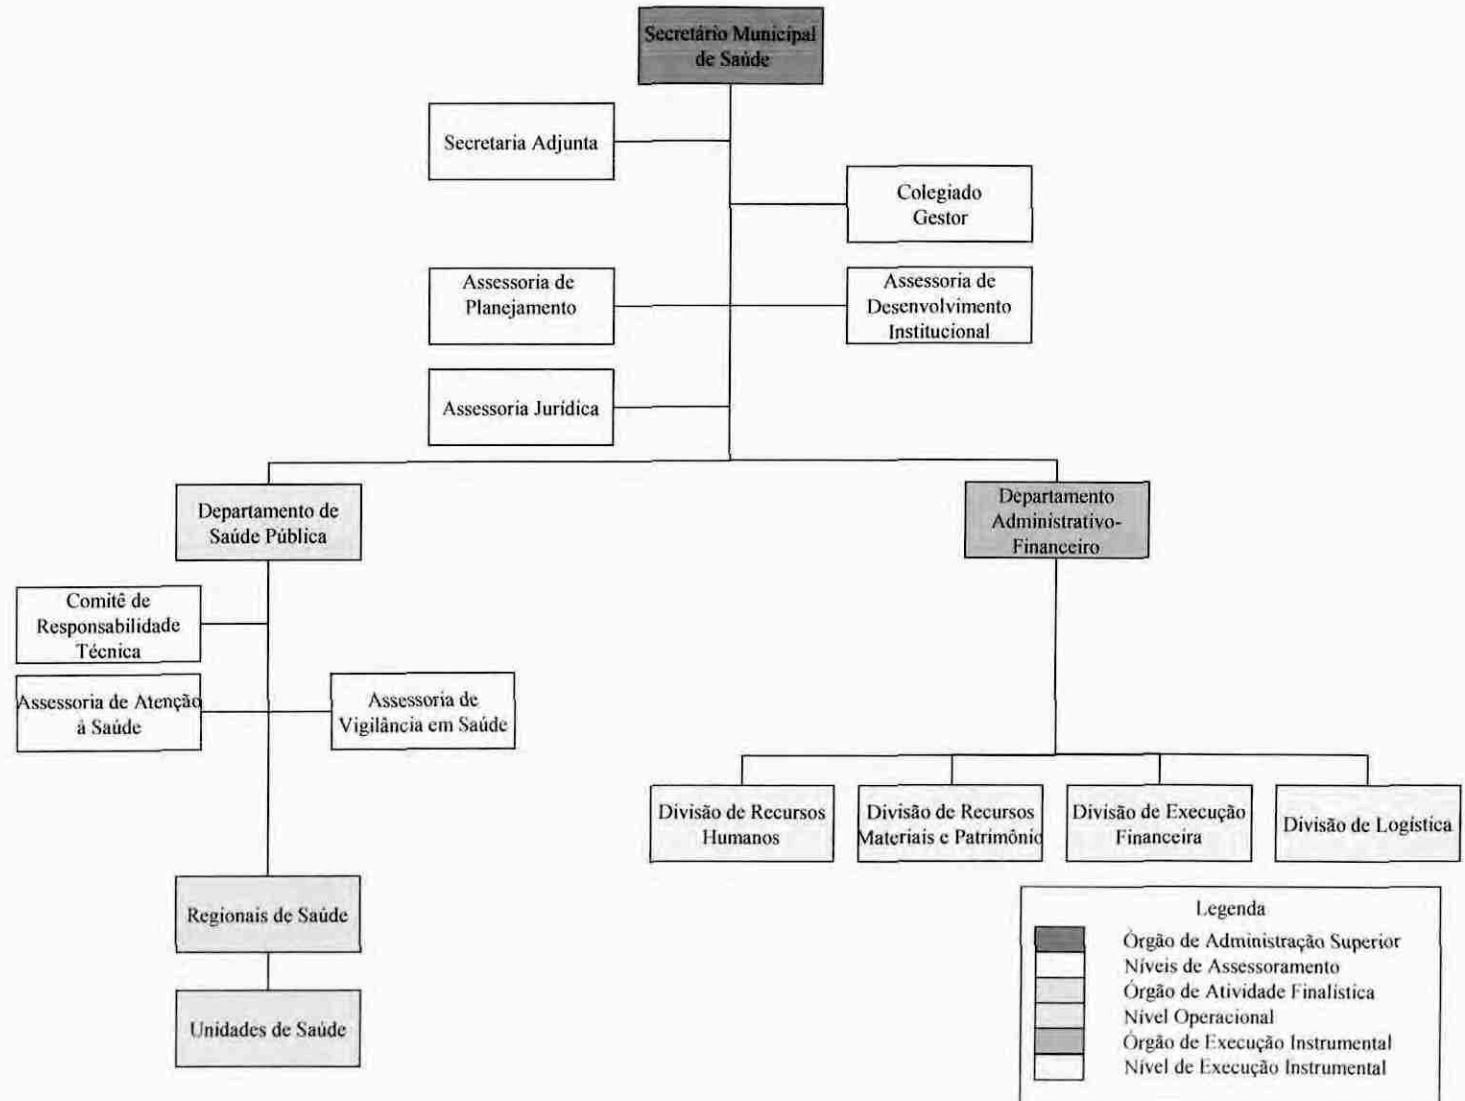 Secretário Municipal
de Saúde
Secretaria Adjunta
Colegiado
Gestor
Assessoria de
Planejamento
Assessoria de
Desenvolvimento
Institucional
Assessoria Jurídica
Departamento de
Saúde Pública
Departamento
Administrativo-
Financeiro
Comitê de
Responsabilidade
Técnica
Assessoria de Atenção
à Saúde
Assessoria de
Vigilância em Saúde
Divisão de Recursos
Humanos
Divisão de Recursos
Materiais e Patrimônio
Divisão de Execução
Financeira
Divisão de Logística
Regionais de Saúde
Unidades de Saúde
Legenda
Órgão de Administração Superior
Níveis de Assessoramento
Órgão de Atividade Finalística
Nível Operacional
Órgão de Execução Instrumental
Nível de Execução Instrumental